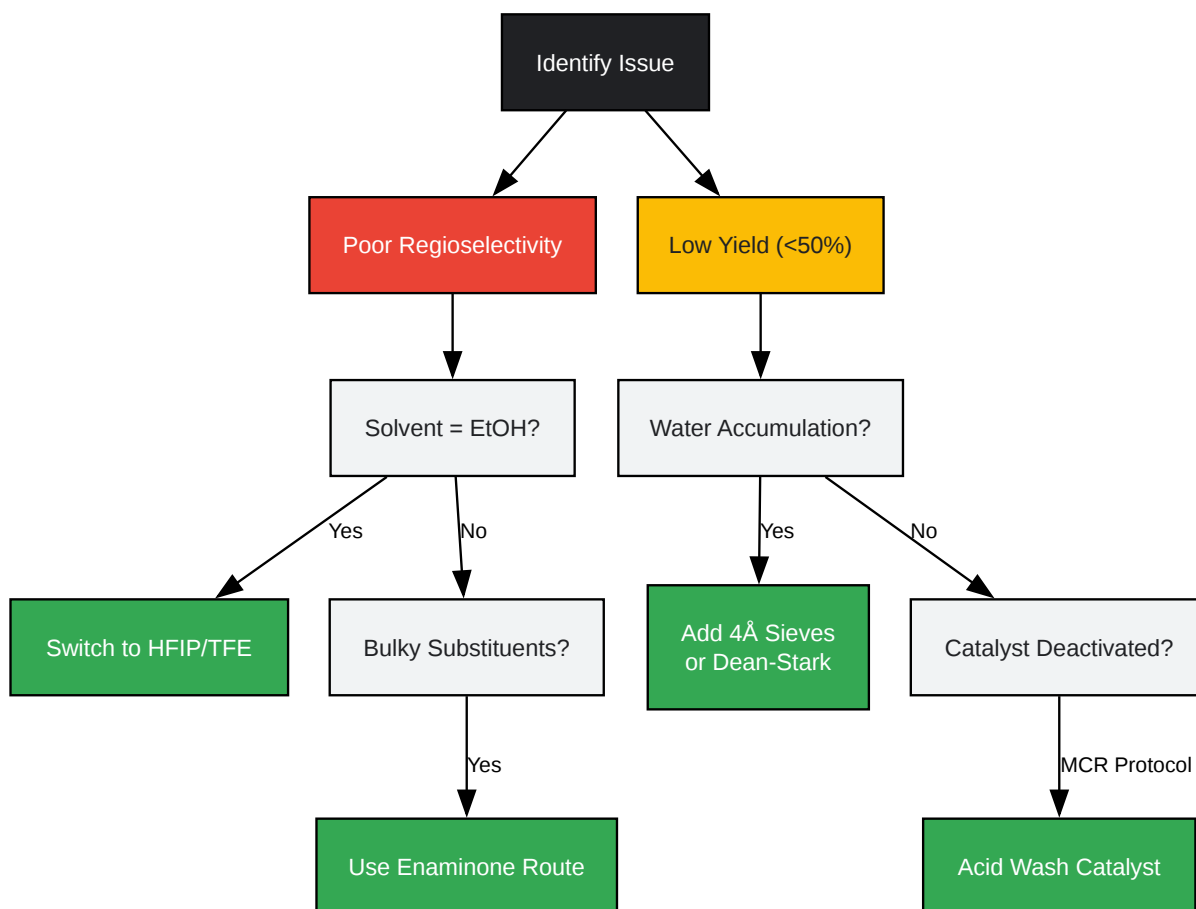 Identify Issue
Poor Regioselectivity
Low Yield (<50%)
Solvent = EtOH?
Water Accumulation?
Yes
No
Yes
No
Switch to HFIP/TFE
Bulky Substituents?
Add 4Å Sieves
or Dean-Stark
Catalyst Deactivated?
Yes
MCR Protocol
Use Enaminone Route
Acid Wash Catalyst